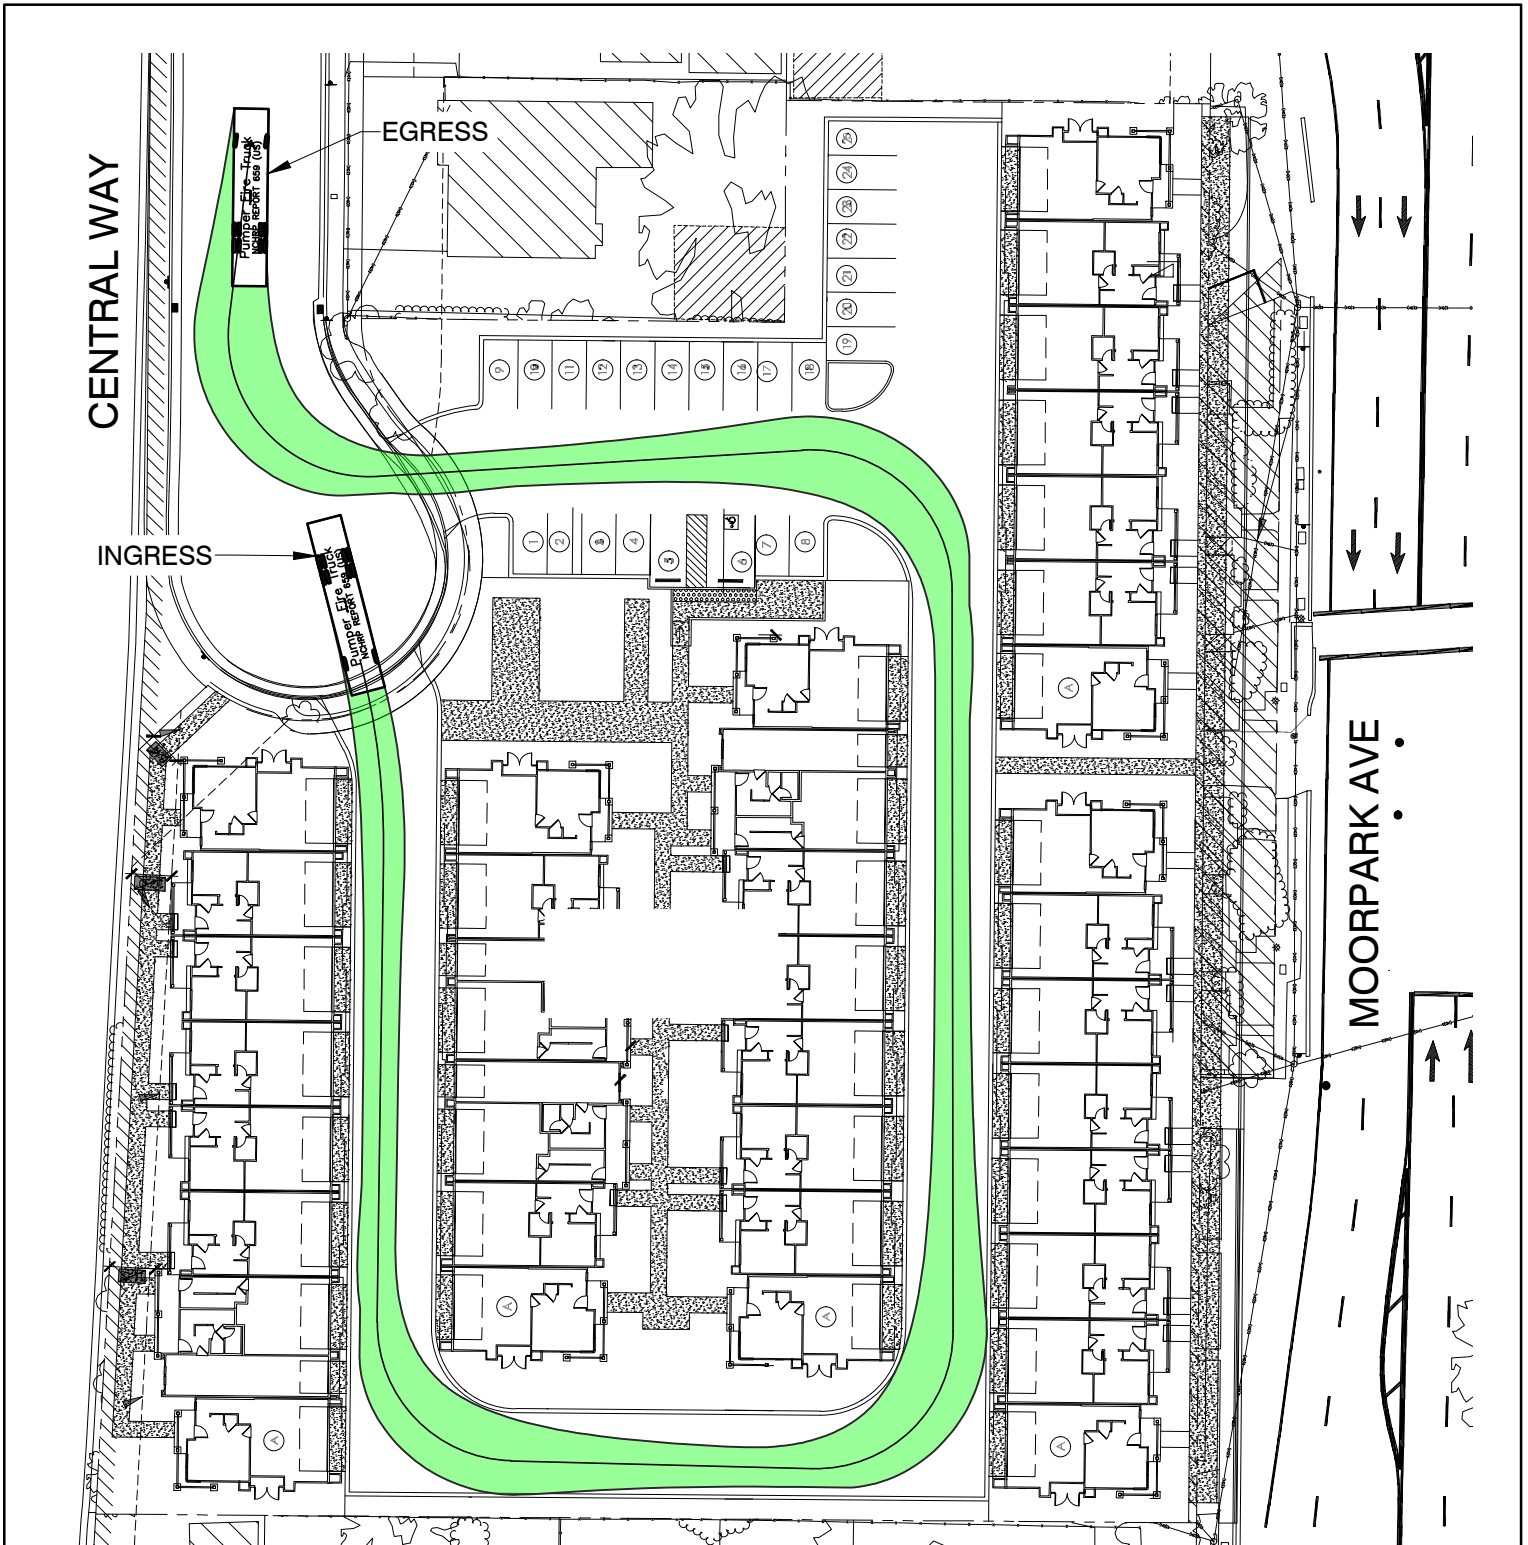 EGRESS
Pumper Fire Truck
NCHRP REPORT 659 (US)
CENTRAL WAY
25
24
23
22
21
20
19
9
10
11
12
13
14
15
16
17
18
1
2
3
4
5
6
7
8
INGRESS
Pumper Fire Truck
NCHRP REPORT 659 (US)
MOORPARK AVE
A
A
A
A
A